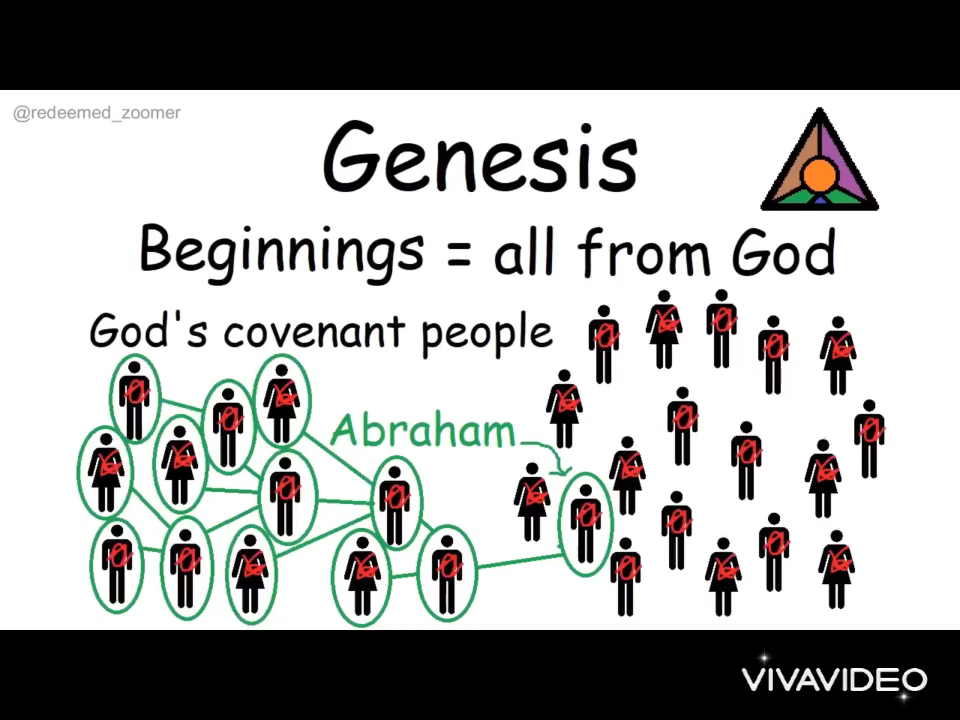 @redeemed_zoomer
Genesis
Beginnings = all from God
God's covenant people
Abraham
VIVAVIDEO